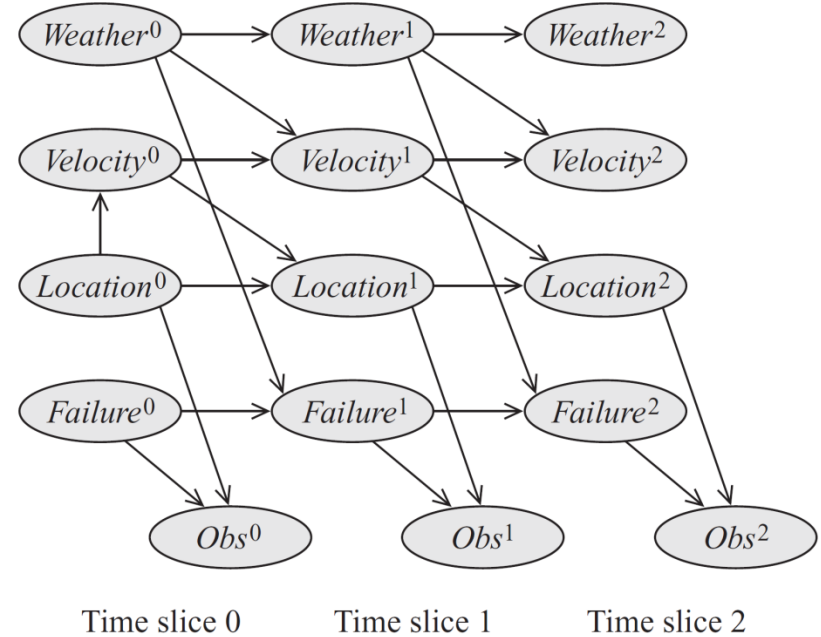 Weather⁰ Weather¹ Weather²
Velocity⁰ Velocity¹ Velocity²
Location⁰ Location¹ Location²
Failure⁰ Failure¹ Failure²
Obs⁰ Obs¹ Obs²
Time slice 0 Time slice 1 Time slice 2